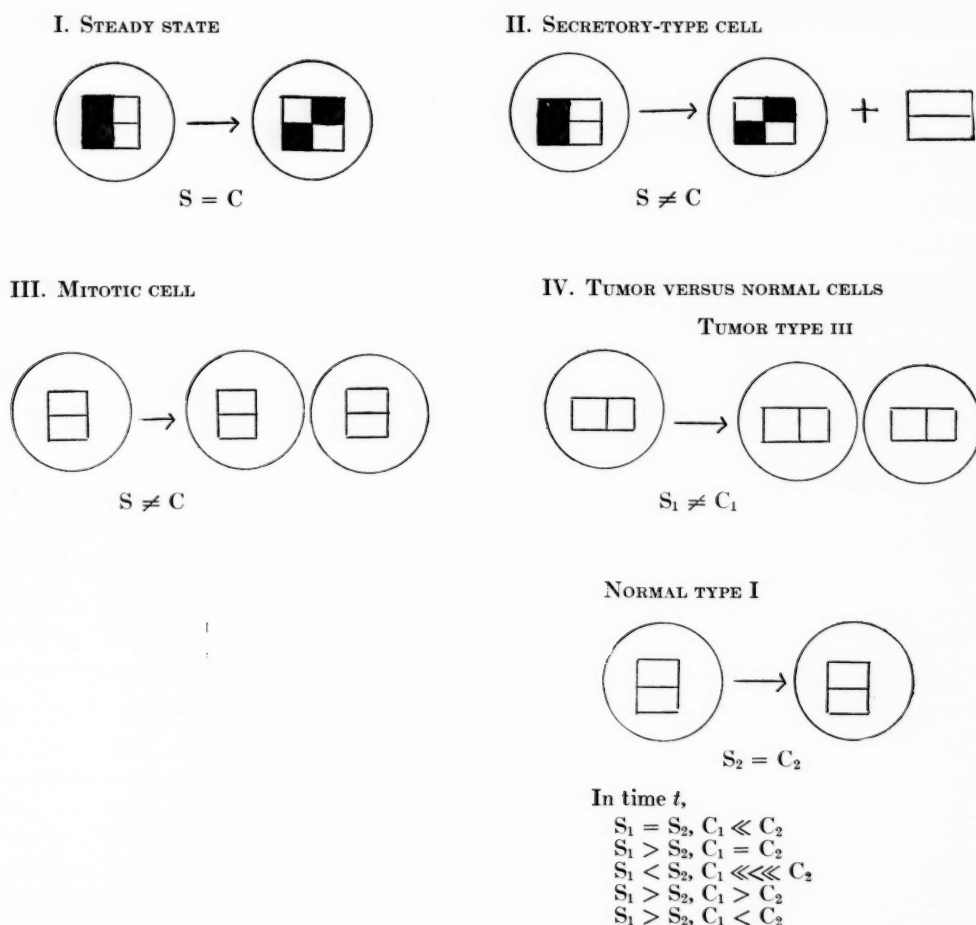 I. STEADY STATE
S = C
II. SECRETORY-TYPE CELL
+
S ≠ C
III. MITOTIC CELL
S ≠ C
IV. TUMOR VERSUS NORMAL CELLS
TUMOR TYPE III
S₁ ≠ C₁
NORMAL TYPE I
S₂ = C₂
In time t,
S₁ = S₂, C₁ ≪ C₂
S₁ > S₂, C₁ = C₂
S₁ < S₂, C₁ ⋘≪ C₂
S₁ > S₂, C₁ > C₂
S₁ > S₂, C₁ < C₂